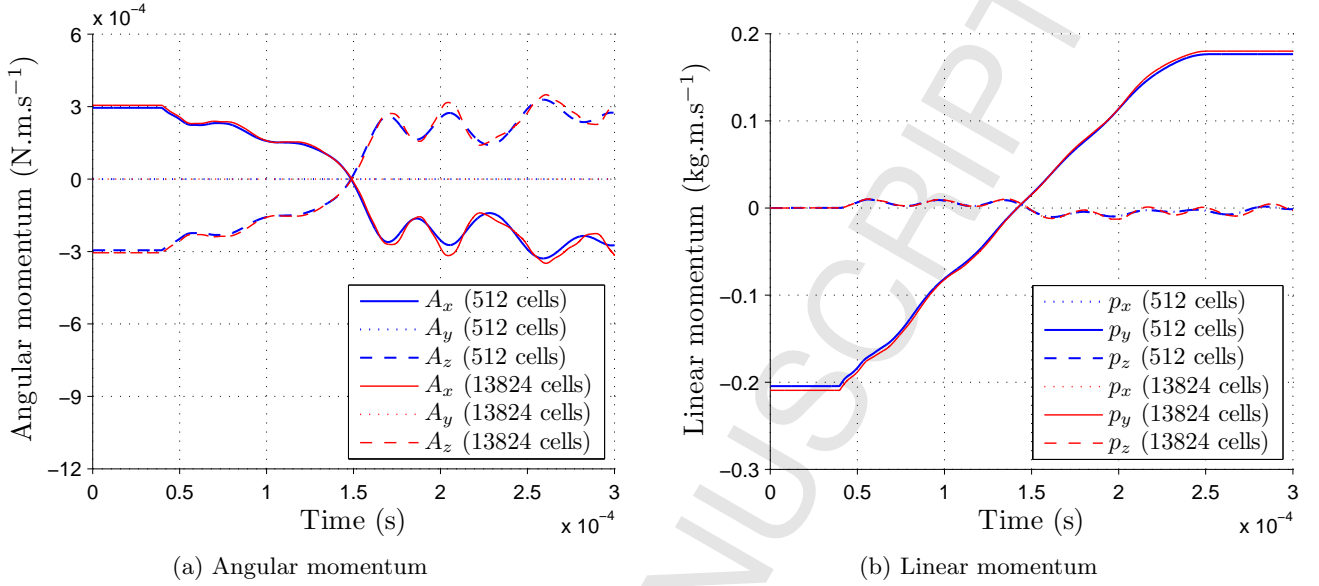 x 10⁻⁴
6
3
0
−3
−6
−9
−12
Angular momentum (N.m.s⁻¹)
A_x (512 cells)
A_y (512 cells)
A_z (512 cells)
A_x (13824 cells)
A_y (13824 cells)
A_z (13824 cells)
0 0.5 1 1.5 2 2.5 3
Time (s)
x 10⁻⁴
(a) Angular momentum
0.2
0.1
0
−0.1
−0.2
−0.3
Linear momentum (kg.m.s⁻¹)
p_x (512 cells)
p_y (512 cells)
p_z (512 cells)
p_x (13824 cells)
p_y (13824 cells)
p_z (13824 cells)
0 0.5 1 1.5 2 2.5 3
Time (s)
x 10⁻⁴
(b) Linear momentum
NUSCRIPT